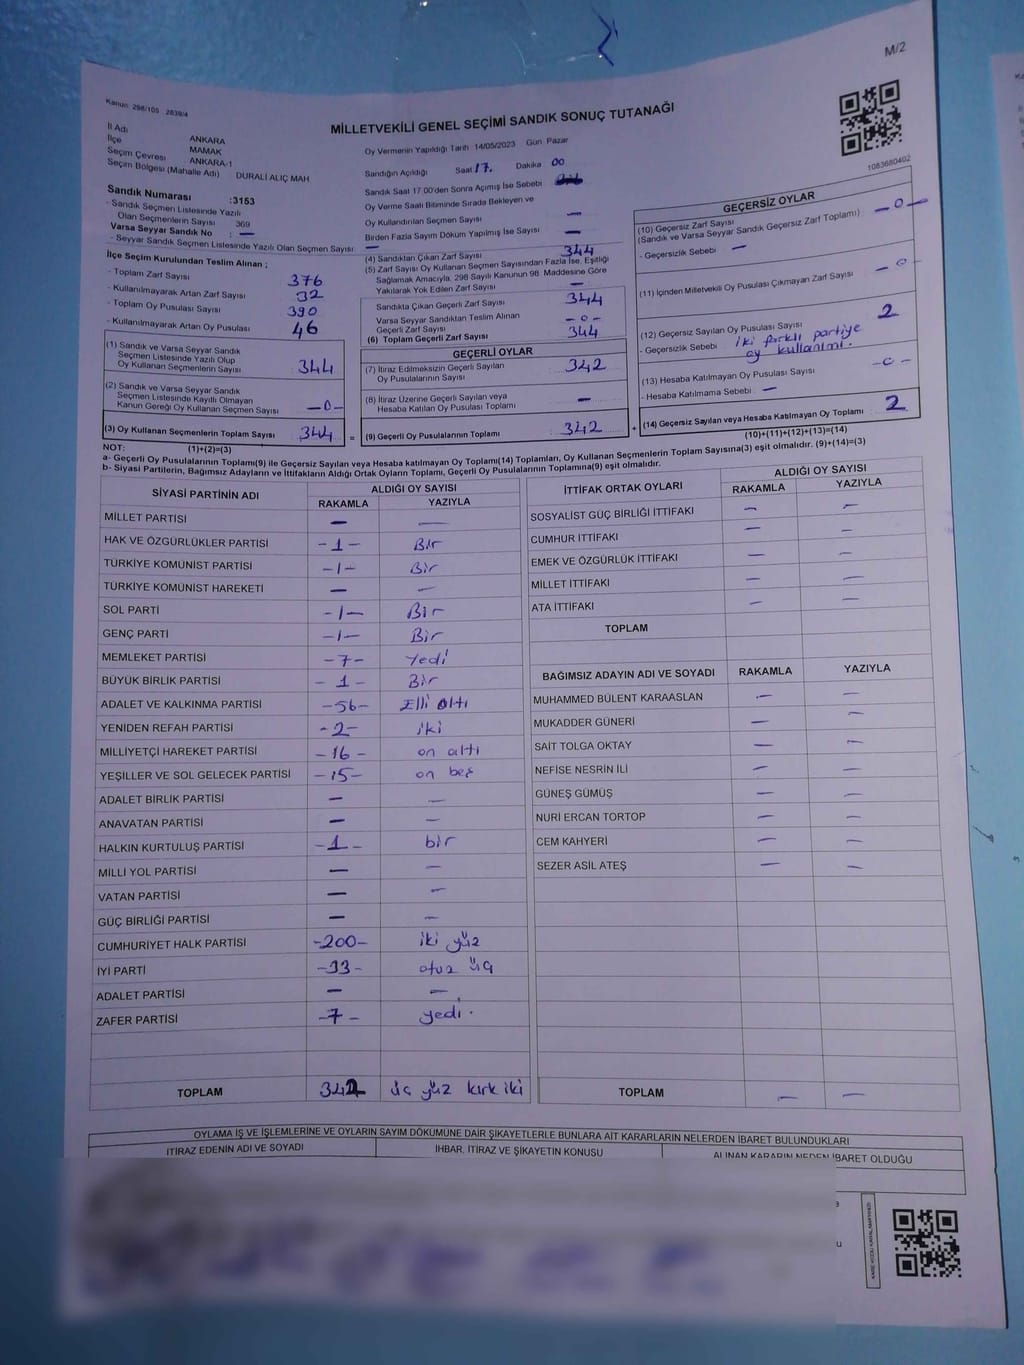 M/2
Kanun: 298/105 2839/4
MİLLETVEKİLİ GENEL SEÇİMİ SANDIK SONUÇ TUTANAĞI
1083680402
İl Adı ANKARA
İlçe MAMAK
Seçim Çevresi ANKARA-1
Seçim Bölgesi (Mahalle Adı) DURALİ ALIÇ MAH
Sandık Numarası :3153
- Sandık Seçmen Listesinde Yazılı
Olan Seçmenlerin Sayısı 369
Varsa Seyyar Sandık No : —
- Seyyar Sandık Seçmen Listesinde Yazılı Olan Seçmen Sayısı: —
İlçe Seçim Kurulundan Teslim Alınan ;
- Toplam Zarf Sayısı 376
- Kullanılmayarak Artan Zarf Sayısı 32
- Toplam Oy Pusulası Sayısı 390
- Kullanılmayarak Artan Oy Pusulası 46
(1) Sandık ve Varsa Seyyar Sandık
Seçmen Listesinde Yazılı Olup
Oy Kullanan Seçmenlerin Sayısı 344
(2) Sandık ve Varsa Seyyar Sandık
Seçmen Listesinde Kayıtlı Olmayan
Kanun Gereği Oy Kullanan Seçmen Sayısı —0—
(3) Oy Kullanan Seçmenlerin Toplam Sayısı 344 =
Oy Vermenin Yapıldığı Tarih 14/05/2023 Gün Pazar
Sandığın Açıldığı Saat 17. Dakika 00
Sandık Saat 17:00'den Sonra Açımış İse Sebebi
Oy Verme Saati Bitiminde Sırada Bekleyen ve
Oy Kullandırılan Seçmen Sayısı —
Birden Fazla Sayım Döküm Yapılmış İse Sayısı —
(4) Sandıktan Çıkan Zarf Sayısı 344
(5) Zarf Sayısı Oy Kullanan Seçmen Sayısından Fazla İse, Eşitliği
Sağlamak Amacıyla, 298 Sayılı Kanunun 98. Maddesine Göre
Yakılarak Yok Edilen Zarf Sayısı —
Sandıkta Çıkan Geçerli Zarf Sayısı 344
Varsa Seyyar Sandıktan Teslim Alınan
Geçerli Zarf Sayısı —0—
(6) Toplam Geçerli Zarf Sayısı 344
GEÇERLİ OYLAR
(7) İtiraz Edilmeksizin Geçerli Sayılan
Oy Pusulalarının Sayısı 342
(8) İtiraz Üzerine Geçerli Sayılan veya
Hesaba Katılan Oy Pusulası Toplamı —
(9) Geçerli Oy Pusulalarının Toplamı 342 +
GEÇERSİZ OYLAR
(10) Geçersiz Zarf Sayısı
(Sandık ve Varsa Seyyar Sandık Geçersiz Zarf Toplamı) —0—
- Geçersizlik Sebebi —
(11) İçinden Milletvekili Oy Pusulası Çıkmayan Zarf Sayısı —0—
(12) Geçersiz Sayılan Oy Pusulası Sayısı 2
- Geçersizlik Sebebi iki farklı partiye
oy kullanımı.
(13) Hesaba Katılmayan Oy Pusulası Sayısı —0—
- Hesaba Katılmama Sebebi —
(14) Geçersiz Sayılan veya Hesaba Katılmayan Oy Toplamı 2
NOT: (1)+(2)=(3)
(10)+(11)+(12)+(13)=(14)
a- Geçerli Oy Pusulalarının Toplamı(9) ile Geçersiz Sayılan veya Hesaba katılmayan Oy Toplamı(14) Toplamları, Oy Kullanan Seçmenlerin Toplam Sayısına(3) eşit olmalıdır. (9)+(14)=(3)
b- Siyasi Partilerin, Bağımsız Adayların ve İttifakların Aldığı Ortak Oyların Toplamı, Geçerli Oy Pusulalarının Toplamına(9) eşit olmalıdır.
SİYASİ PARTİNİN ADI ALDIĞI OY SAYISI
RAKAMLA YAZIYLA
MİLLET PARTİSİ — —
HAK VE ÖZGÜRLÜKLER PARTİSİ -1- Bir
TÜRKİYE KOMÜNİST PARTİSİ -1- Bir
TÜRKİYE KOMÜNİST HAREKETİ — —
SOL PARTİ -1- Bir
GENÇ PARTİ -1- Bir
MEMLEKET PARTİSİ -7- Yedi
BÜYÜK BİRLİK PARTİSİ -1- Bir
ADALET VE KALKINMA PARTİSİ -56- Elli Altı
YENİDEN REFAH PARTİSİ -2- iki
MİLLİYETÇİ HAREKET PARTİSİ -16- on altı
YEŞİLLER VE SOL GELECEK PARTİSİ -15- on beş
ADALET BİRLİK PARTİSİ — —
ANAVATAN PARTİSİ — —
HALKIN KURTULUŞ PARTİSİ -1- bir
MİLLİ YOL PARTİSİ — —
VATAN PARTİSİ — —
GÜÇ BİRLİĞİ PARTİSİ — —
CUMHURİYET HALK PARTİSİ -200- iki yüz
İYİ PARTİ -33- otuz üç
ADALET PARTİSİ — —
ZAFER PARTİSİ -7- yedi.
TOPLAM 342 üç yüz kırk iki
İTTİFAK ORTAK OYLARI ALDIĞI OY SAYISI
RAKAMLA YAZIYLA
SOSYALİST GÜÇ BİRLİĞİ İTTİFAKI — —
CUMHUR İTTİFAKI — —
EMEK VE ÖZGÜRLÜK İTTİFAKI —
MİLLET İTTİFAKI — —
ATA İTTİFAKI — —
TOPLAM
BAĞIMSIZ ADAYIN ADI VE SOYADI RAKAMLA YAZIYLA
MUHAMMED BÜLENT KARAASLAN — —
MUKADDER GÜNERİ — —
SAİT TOLGA OKTAY — —
NEFİSE NESRİN İLİ — —
GÜNEŞ GÜMÜŞ — —
NURİ ERCAN TORTOP — —
CEM KAHYERİ — —
SEZER ASİL ATEŞ — —
TOPLAM — —
OYLAMA İŞ VE İŞLEMLERİNE VE OYLARIN SAYIM DÖKÜMÜNE DAİR ŞİKAYETLERLE BUNLARA AİT KARARLARIN NELERDEN İBARET BULUNDUKLARI
İTİRAZ EDENİN ADI VE SOYADI İHBAR, İTİRAZ VE ŞİKAYETİN KONUSU ALINAN KARARIN NEDEN İBARET OLDUĞU